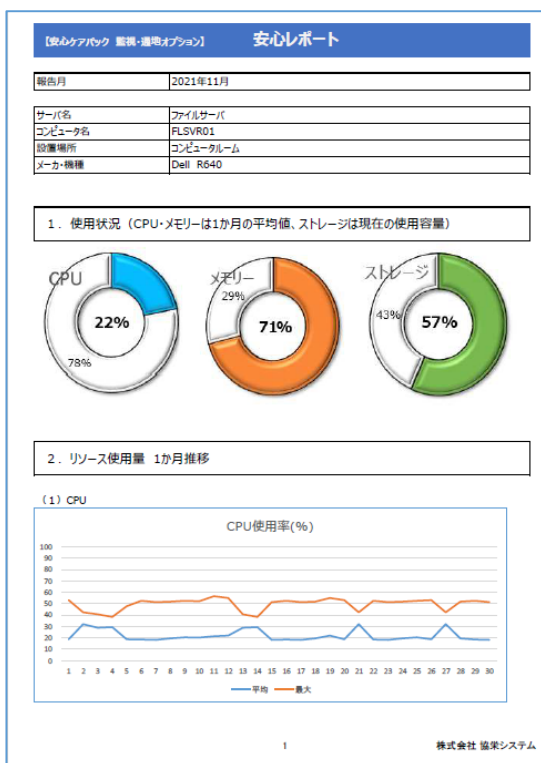 【安心ケアパック 監視・通地オプション】 安心レポート
報告月 2021年11月
サーバ名 ファイルサーバ
コンピュータ名 FLSVR01
設置場所 コンピュータルーム
メーカ・機種 Dell R640
1．使用状況（CPU・メモリーは1か月の平均値、ストレージは現在の使用容量）
CPU メモリー ストレージ
29%
43%
22% 71% 57%
78%
2．リソース使用量 1か月推移
(1) CPU
CPU使用率(%)
100
90
80
70
60
50
40
30
20
10
0
1 2 3 4 5 6 7 8 9 10 11 12 13 14 15 16 17 18 19 20 21 22 23 24 25 26 27 28 29 30
平均 最大
1 株式会社 協栄システム